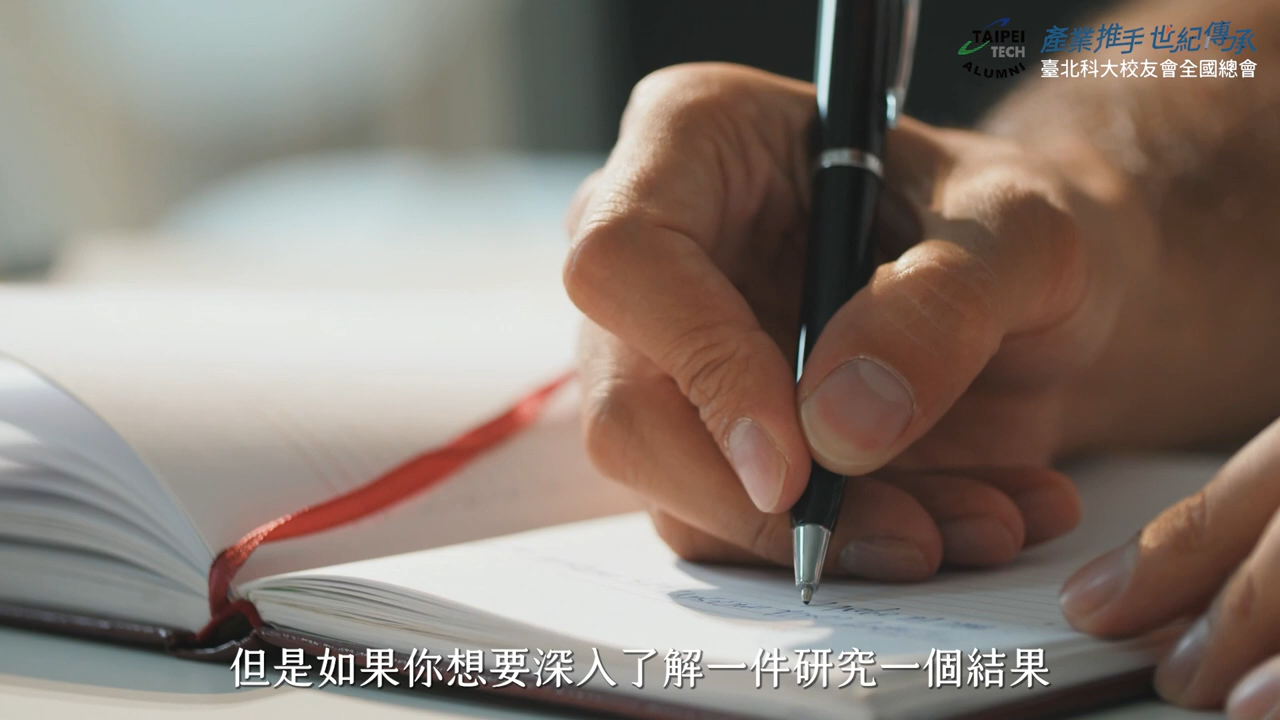 TAIPEI
TECH
ALUMNI
產業推手世紀傳承
臺北科大校友會全國總會
但是如果你想要深入了解一件研究一個結果